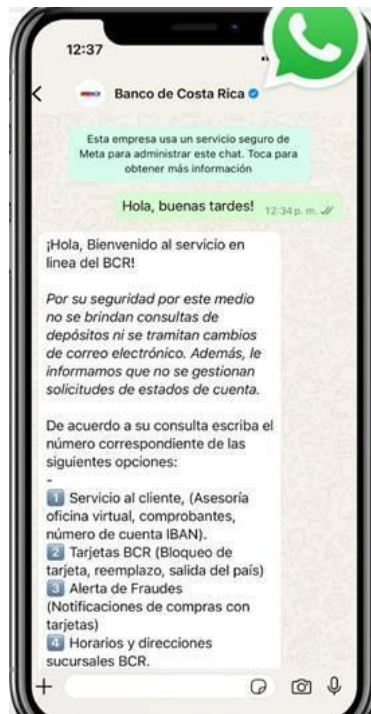 12:37
Banco de Costa Rica
Esta empresa usa un servicio seguro de
Meta para administrar este chat. Toca para
obtener más información
Hola, buenas tardes! 12:34 p. m.
¡Hola, Bienvenido al servicio en
linea del BCR!
Por su seguridad por este medio
no se brindan consultas de
depósitos ni se tramitan cambios
de correo electrónico. Además, le
informamos que no se gestionan
solicitudes de estados de cuenta.
De acuerdo a su consulta escriba el
número correspondiente de las
siguientes opciones:
-
1 Servicio al cliente, (Asesoría
oficina virtual, comprobantes,
número de cuenta IBAN).
2 Tarjetas BCR (Bloqueo de
tarjeta, reemplazo, salida del país)
3 Alerta de Fraudes
(Notificaciones de compras con
tarjetas)
4 Horarios y direcciones
sucursales BCR.